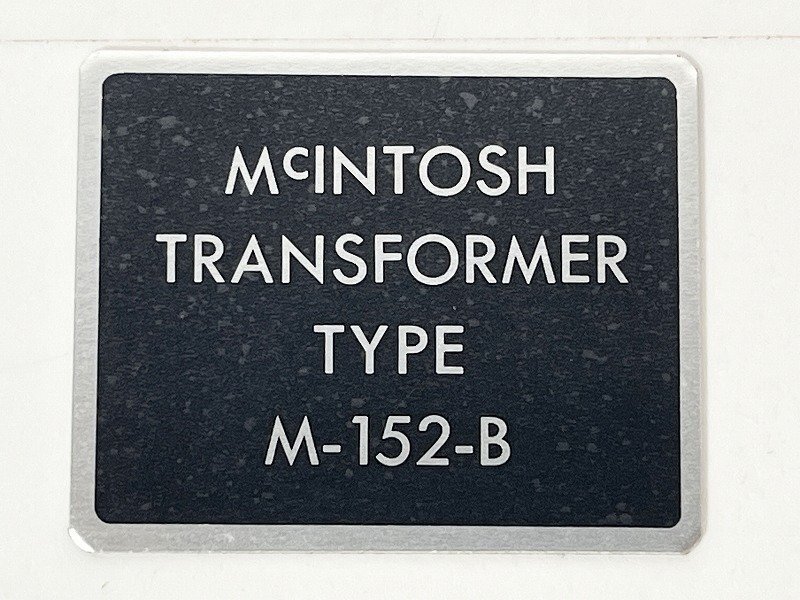 McINTOSH
TRANSFORMER
TYPE
M-152-B